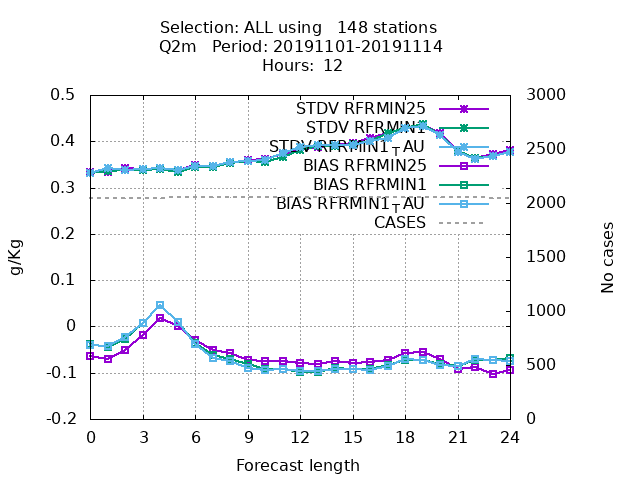 Selection: ALL using   148 stations
Q2m   Period: 20191101-20191114
Hours:  12
0.5
0.4
0.3
0.2
0.1
0
-0.1
-0.2
g/Kg
STDV RFRMIN25
STDV RFRMIN1
STDV RFRMIN1TAU
BIAS RFRMIN25
BIAS RFRMIN1
BIAS RFRMIN1TAU
CASES
3000
2500
2000
1500
1000
500
0
No cases
0 3 6 9 12 15 18 21 24
Forecast length